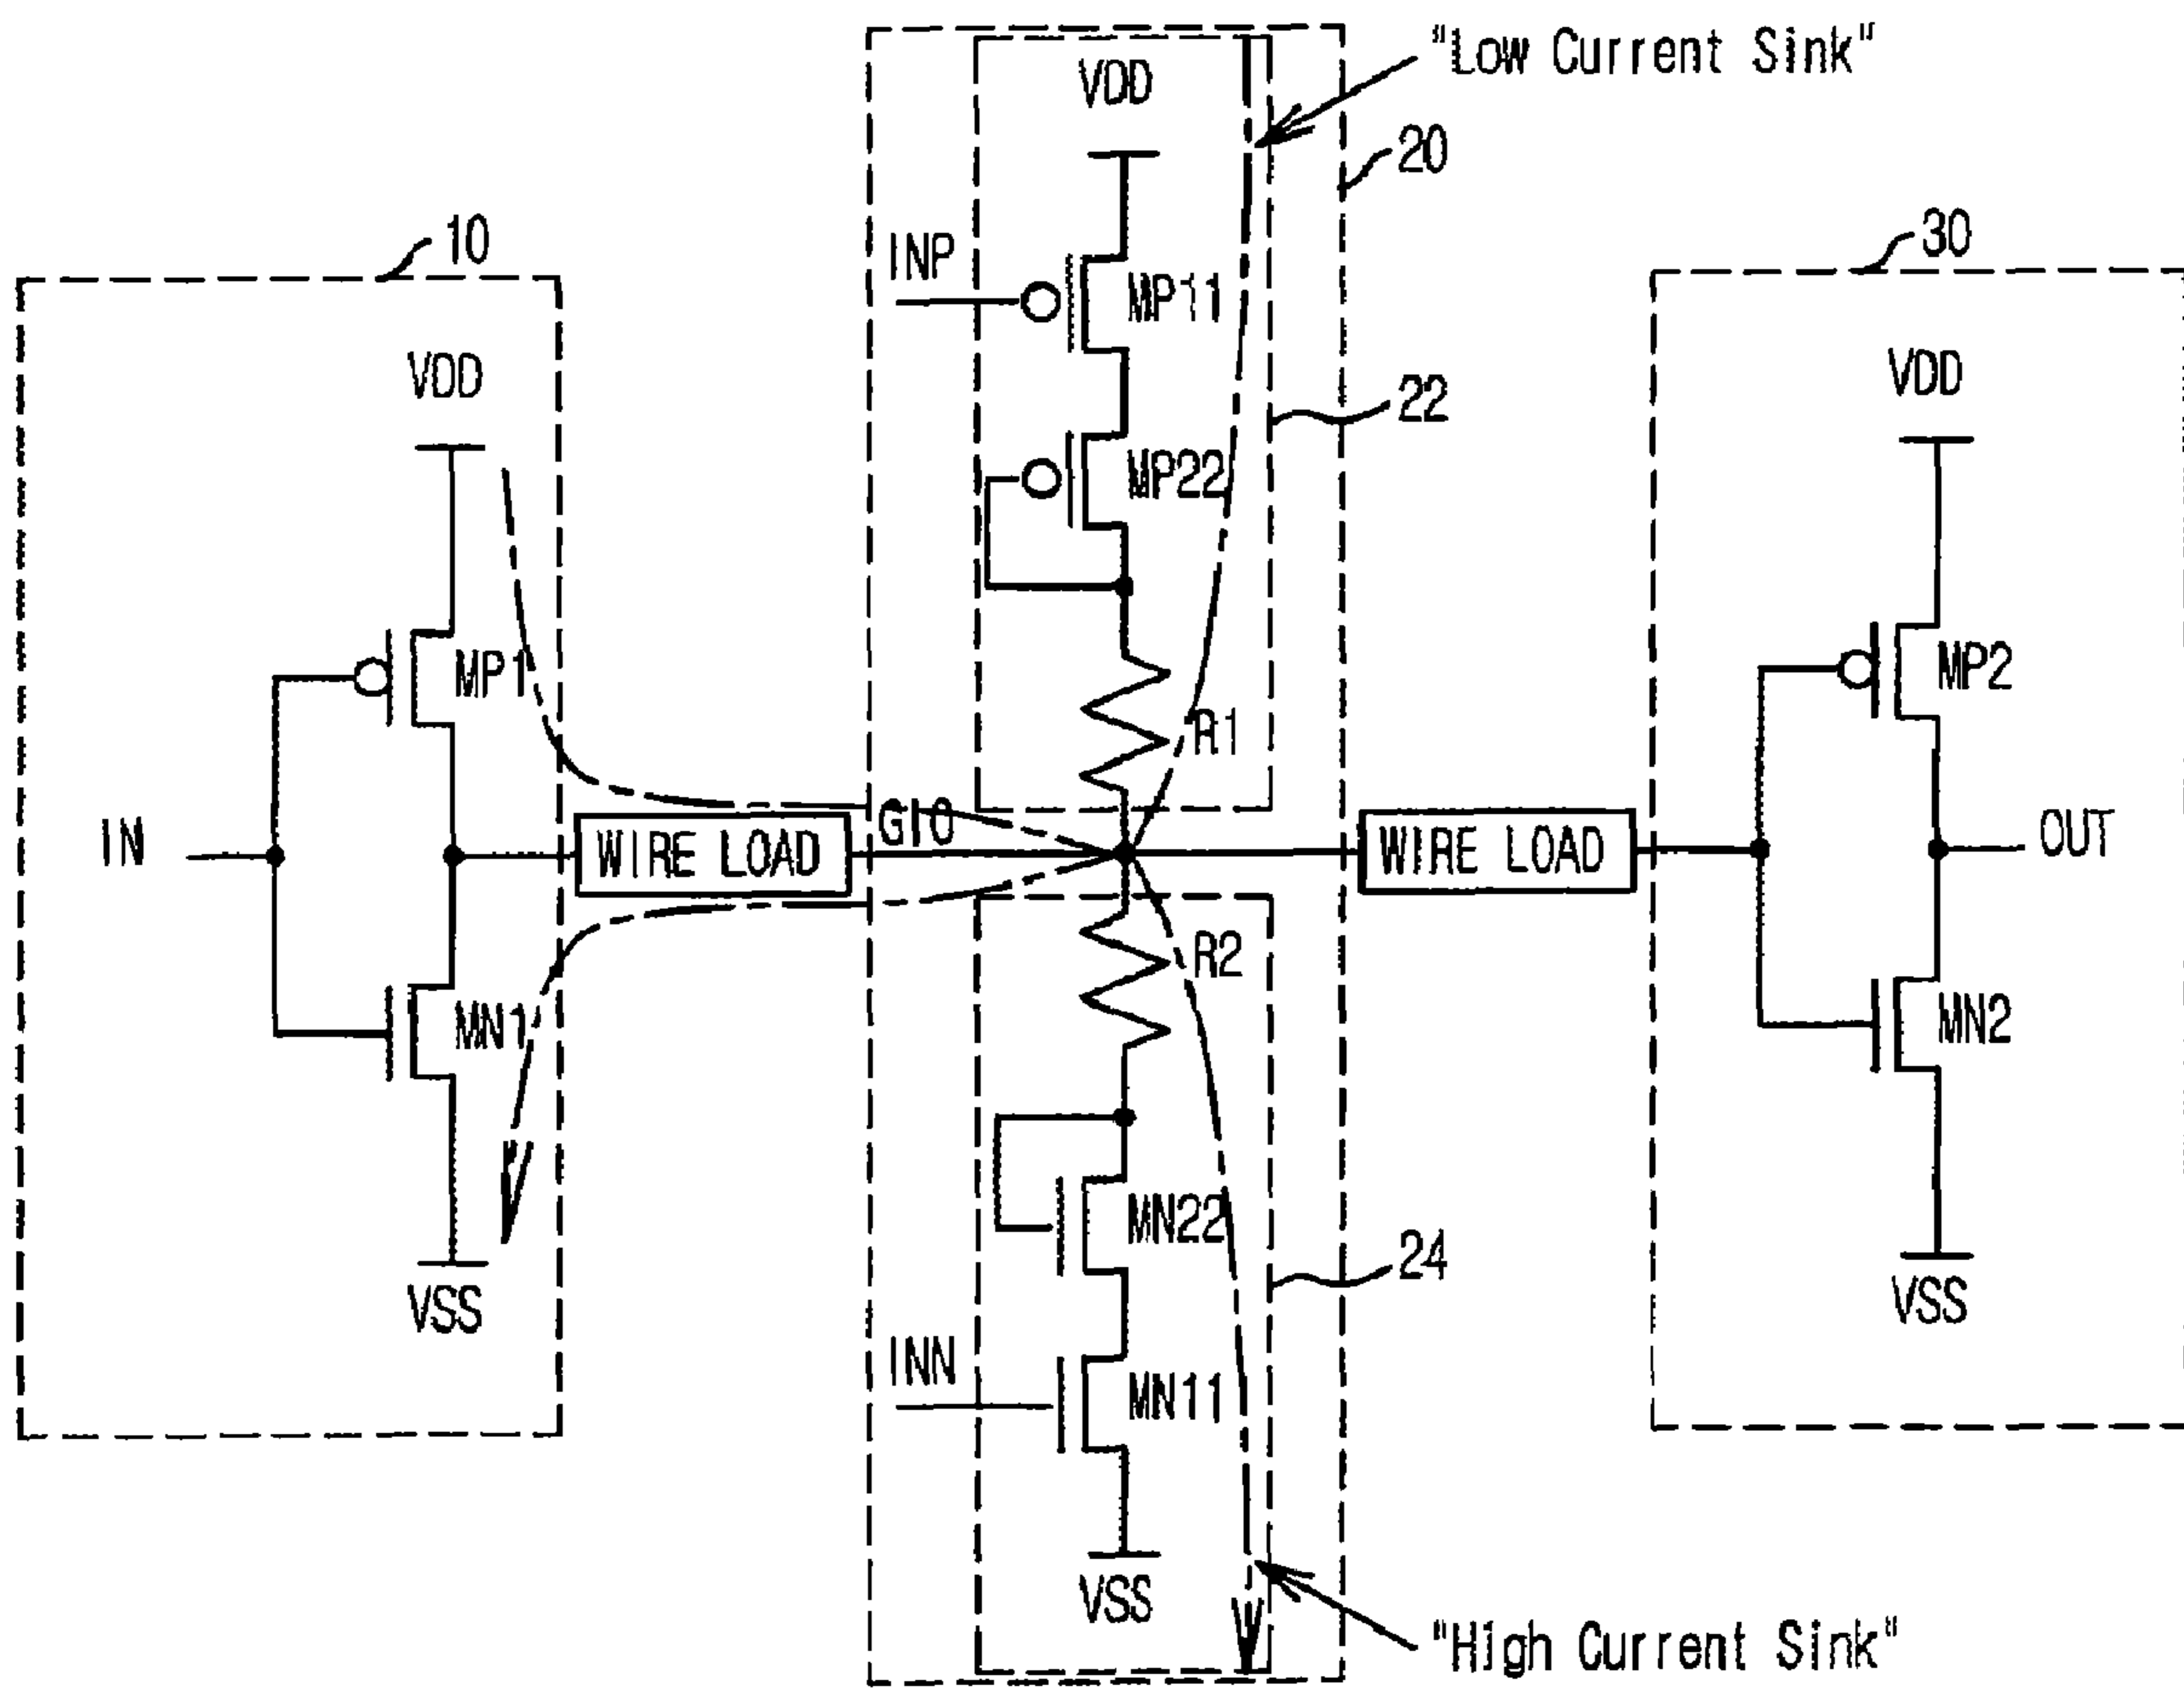 "Low Current Sink"
VDD
20
10
30
INP
MP11
VDD
22
VDD
MP22
MP1
MP2
R1
GIO
IN
WIRE LOAD
WIRE LOAD
OUT
R2
MN1
MN2
MN22
24
VSS
VSS
INN
MN11
VSS
"High Current Sink"